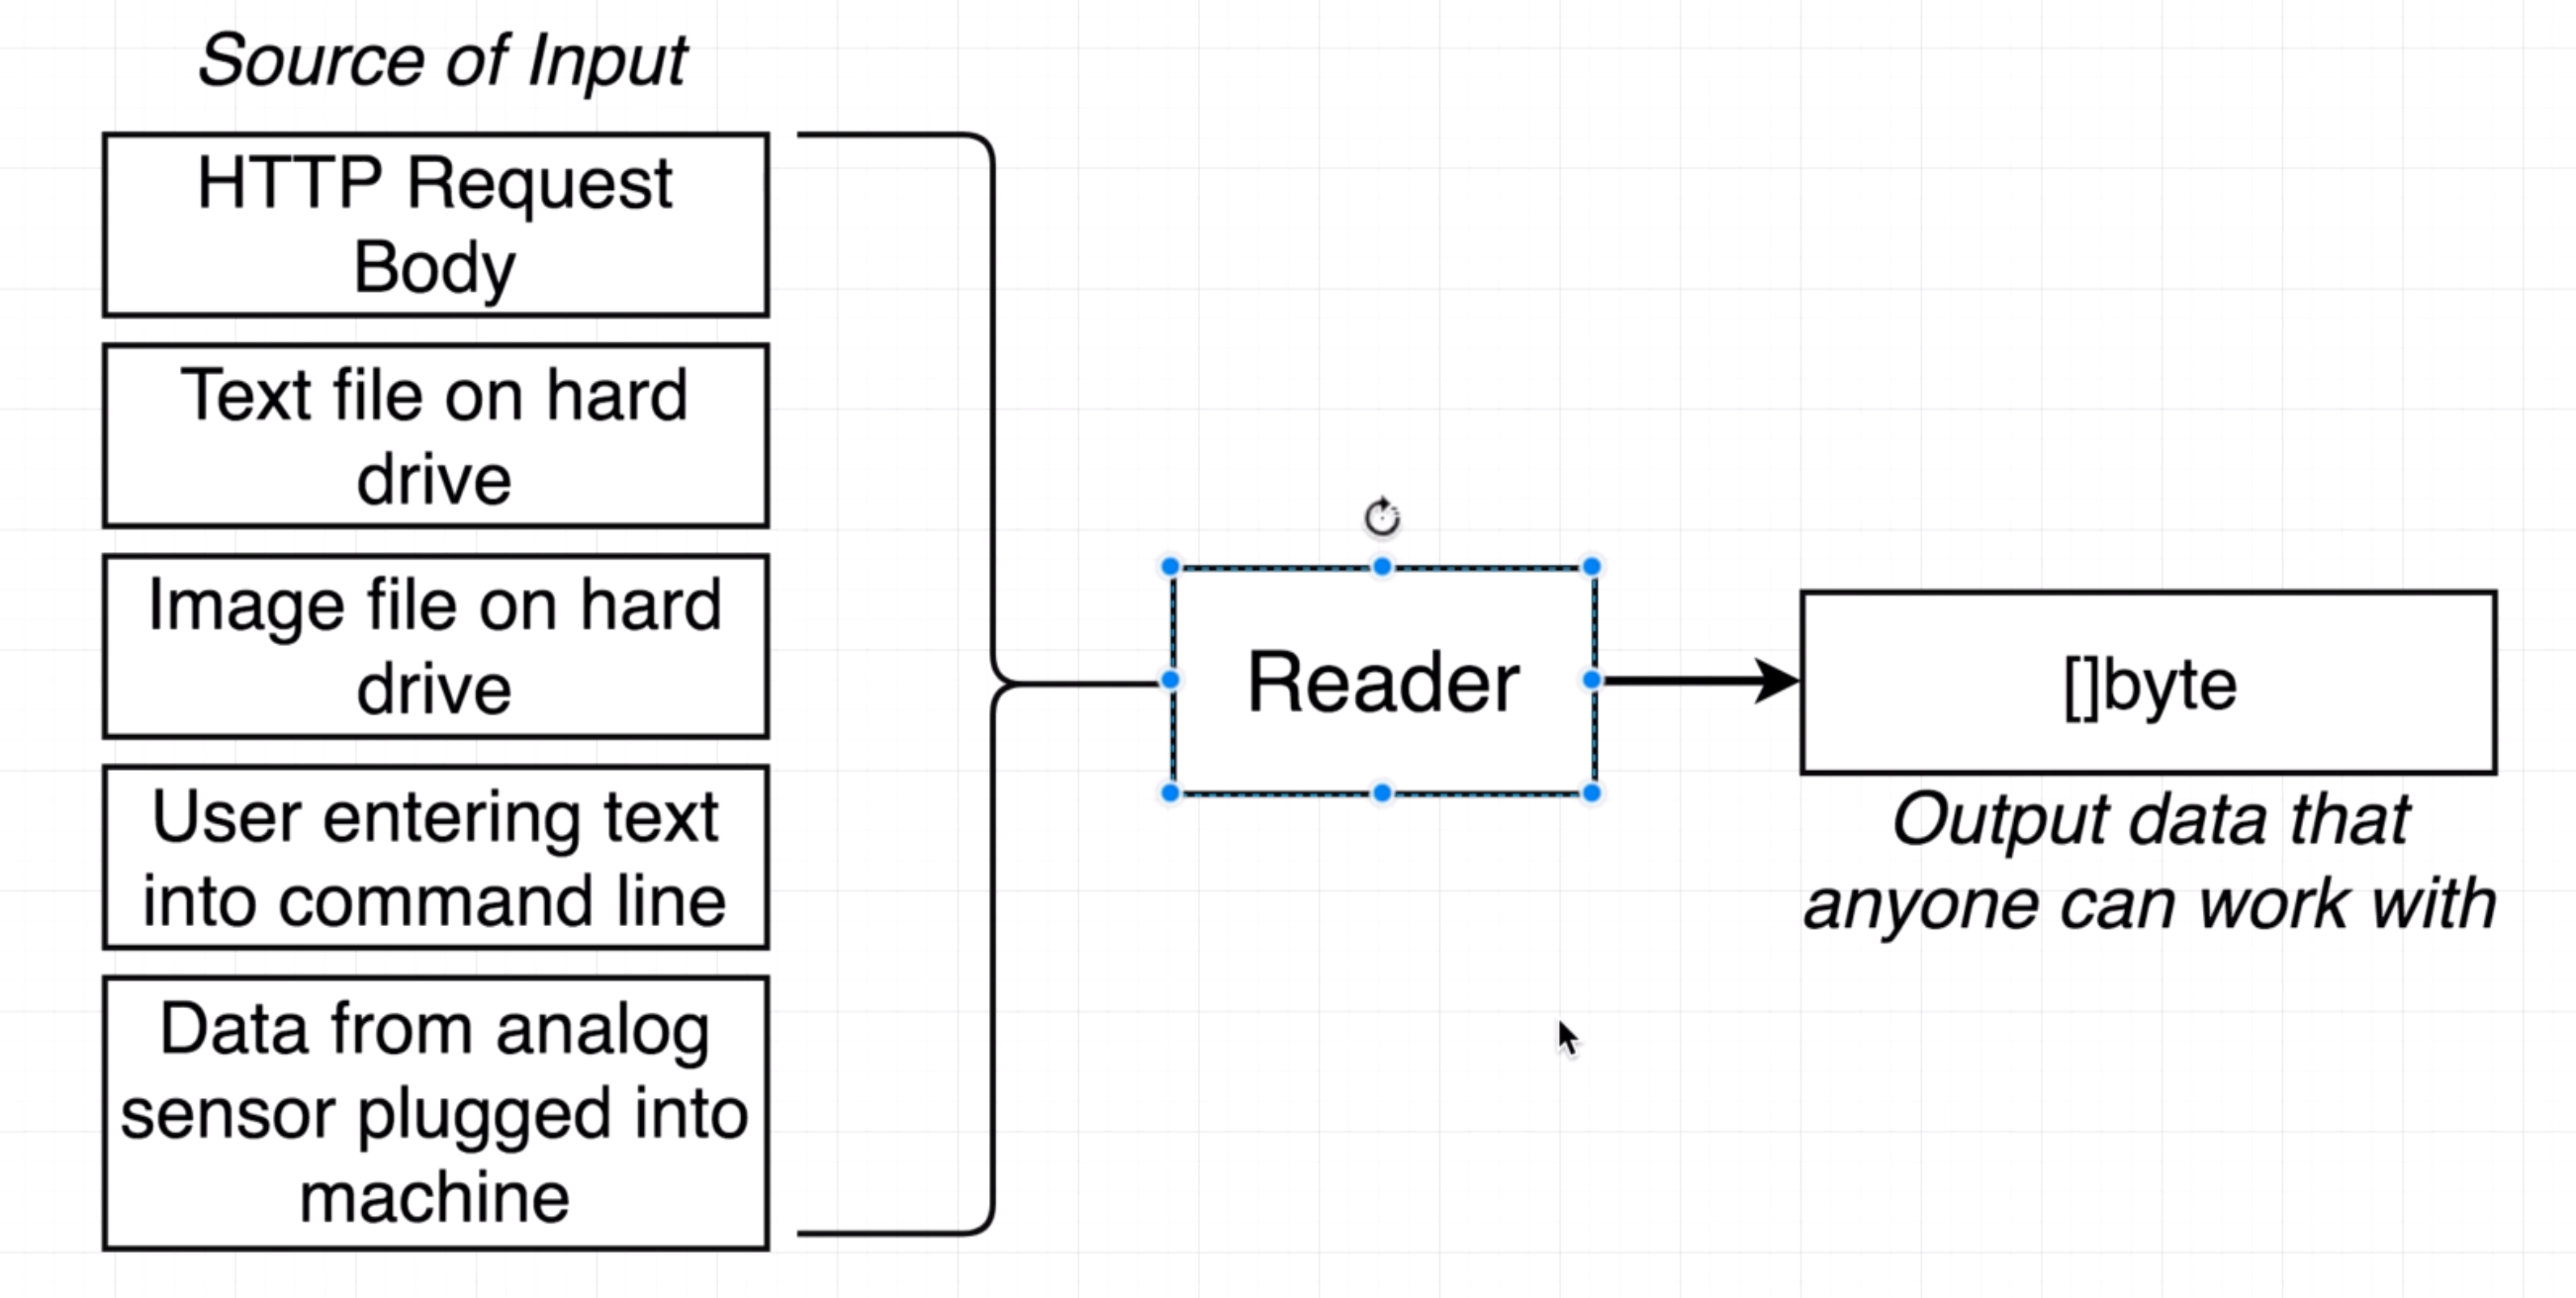 Source of Input
HTTP Request
Body
Text file on hard
drive
Image file on hard
drive
User entering text
into command line
Data from analog
sensor plugged into
machine
Reader
[]byte
Output data that
anyone can work with